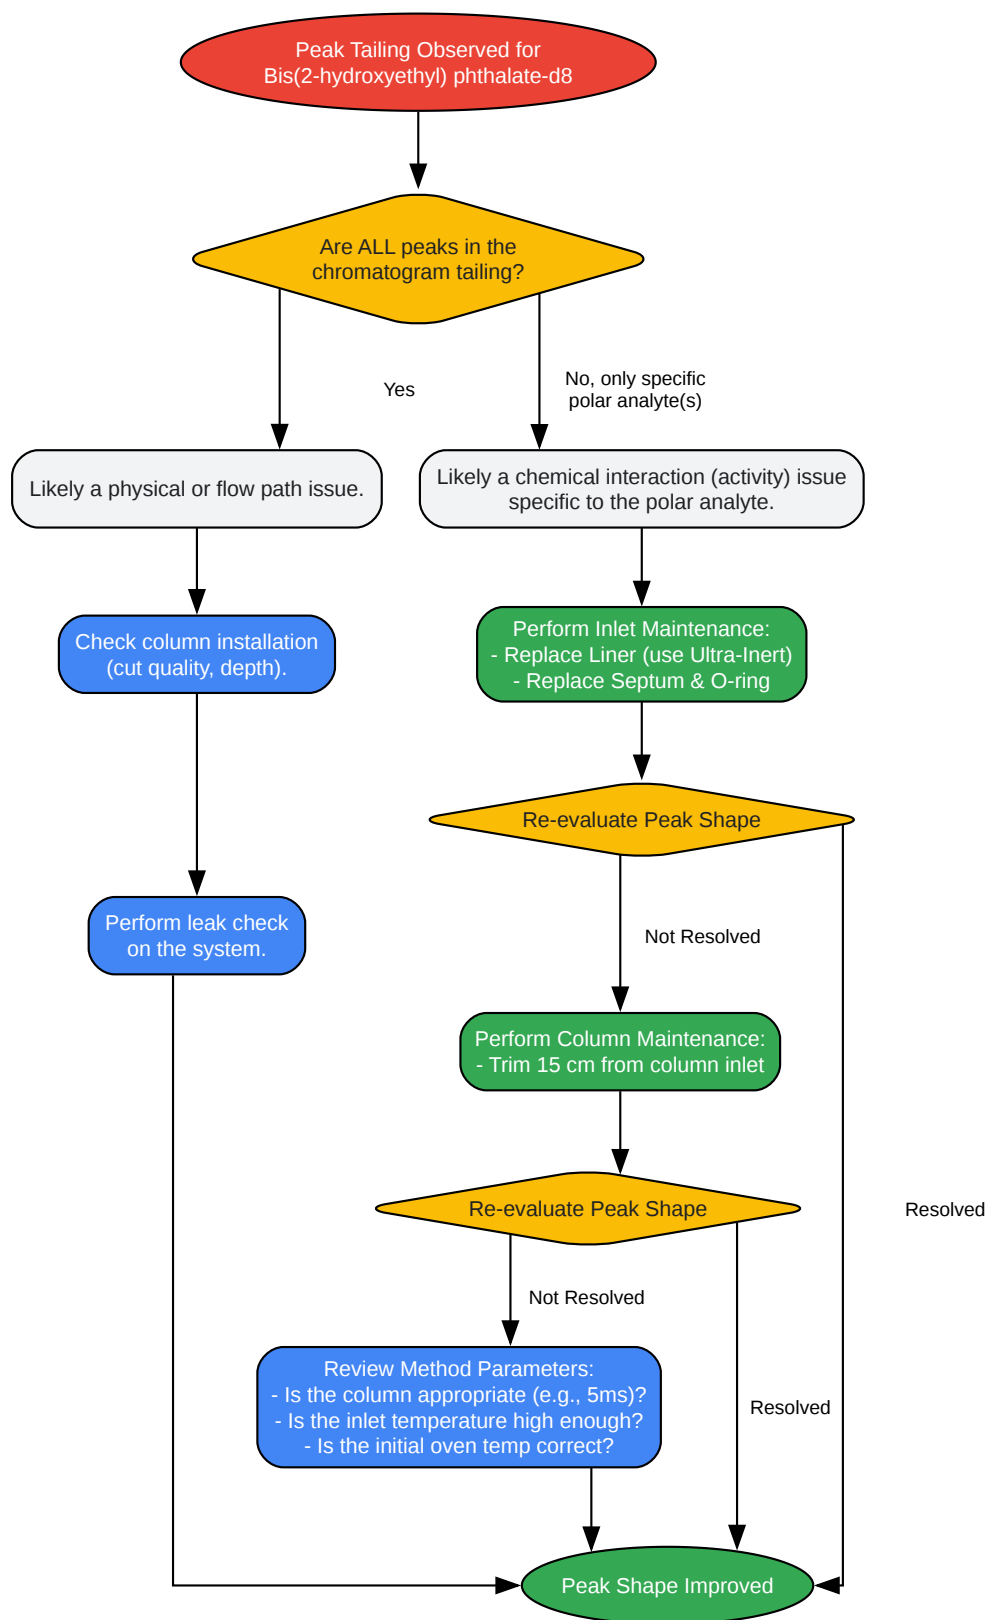 Peak Tailing Observed for
Bis(2-hydroxyethyl) phthalate-d8
Are ALL peaks in the
chromatogram tailing?
Yes
No, only specific
polar analyte(s)
Likely a physical or flow path issue.
Likely a chemical interaction (activity) issue
specific to the polar analyte.
Check column installation
(cut quality, depth).
Perform Inlet Maintenance:
- Replace Liner (use Ultra-Inert)
- Replace Septum & O-ring
Re-evaluate Peak Shape
Perform leak check
on the system.
Not Resolved
Perform Column Maintenance:
- Trim 15 cm from column inlet
Re-evaluate Peak Shape
Resolved
Not Resolved
Review Method Parameters:
- Is the column appropriate (e.g., 5ms)?
- Is the inlet temperature high enough?
- Is the initial oven temp correct?
Resolved
Peak Shape Improved